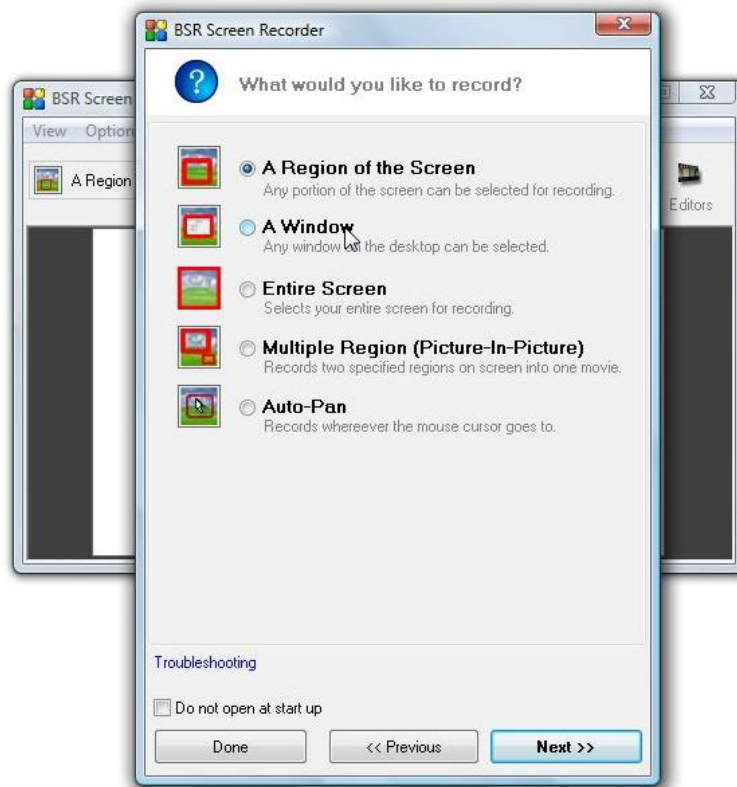 BSR Screen Recorder
What would you like to record?
BSR Screen
View Option
A Region
Editors
A Region of the Screen
Any portion of the screen can be selected for recording.
A Window
Any window on the desktop can be selected.
Entire Screen
Selects your entire screen for recording.
Multiple Region (Picture-In-Picture)
Records two specified regions on screen into one movie.
Auto-Pan
Records whereever the mouse cursor goes to.
Troubleshooting
Do not open at start up
Done << Previous Next >>